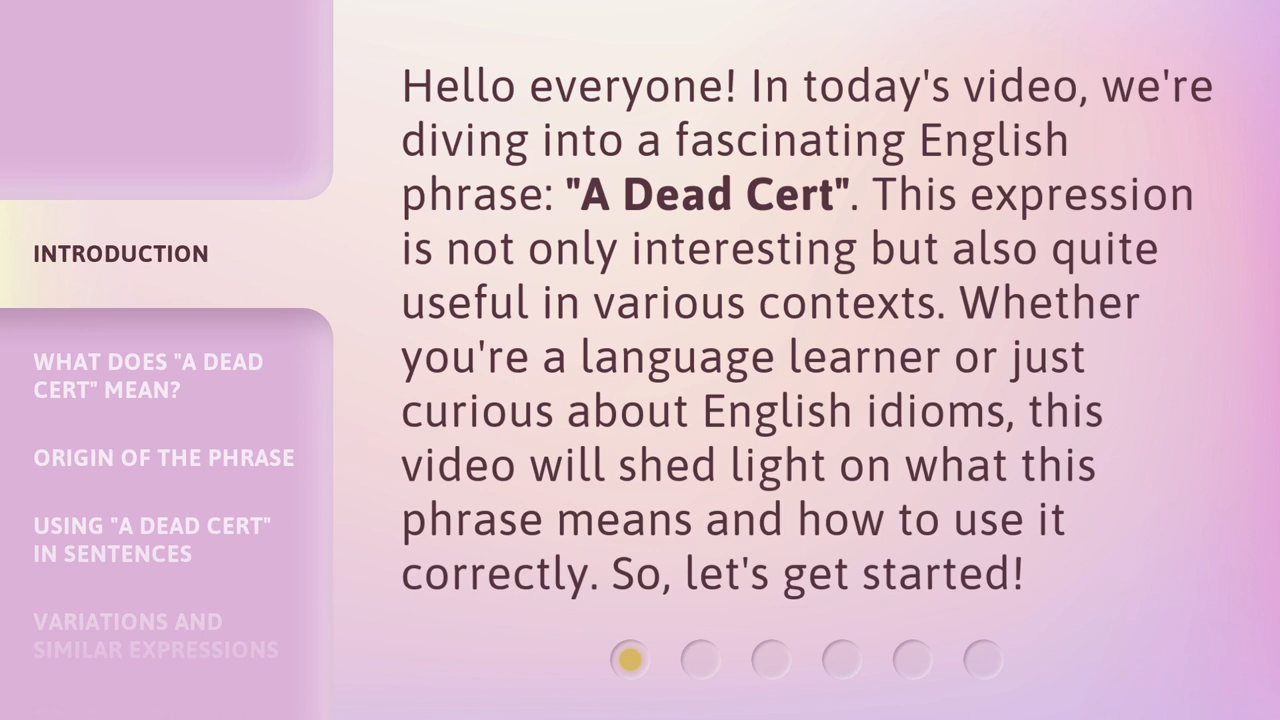 INTRODUCTION
WHAT DOES "A DEAD
CERT" MEAN?
ORIGIN OF THE PHRASE
USING "A DEAD CERT"
IN SENTENCES
VARIATIONS AND
SIMILAR EXPRESSIONS
Hello everyone! In today's video, we're
diving into a fascinating English
phrase: "A Dead Cert". This expression
is not only interesting but also quite
useful in various contexts. Whether
you're a language learner or just
curious about English idioms, this
video will shed light on what this
phrase means and how to use it
correctly. So, let's get started!